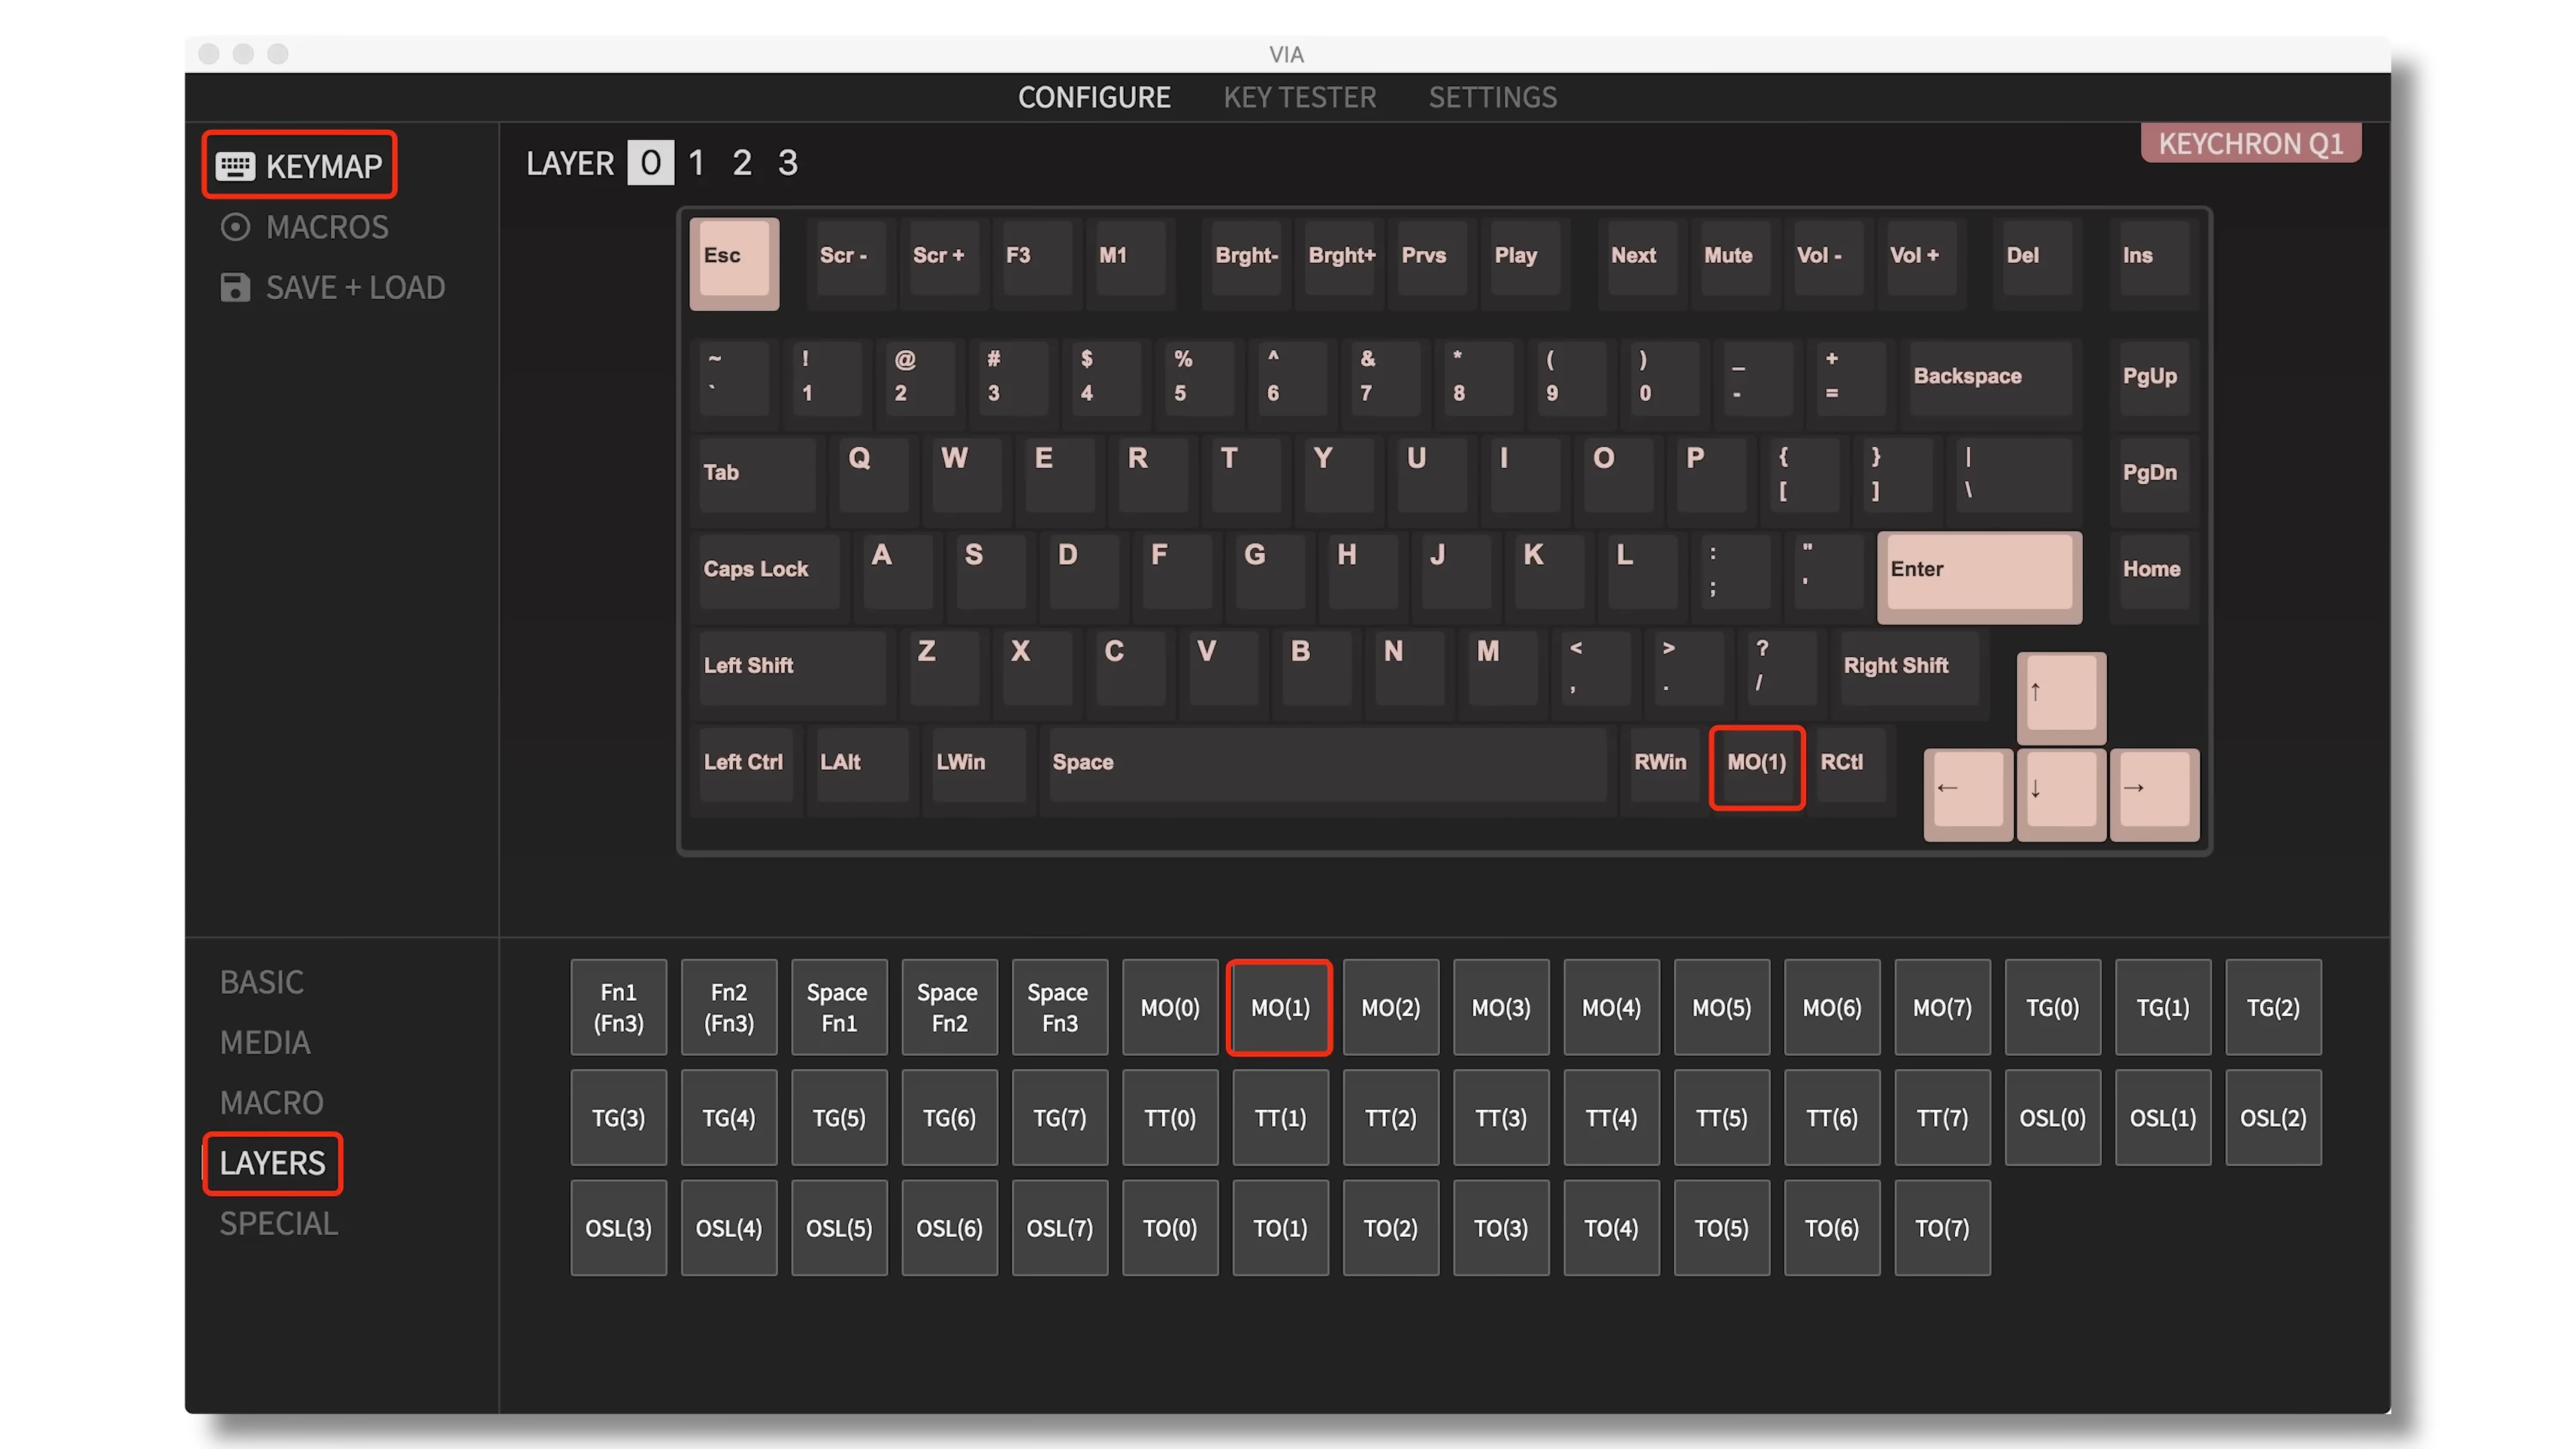 VIA
CONFIGURE KEY TESTER SETTINGS
KEYMAP
MACROS
SAVE + LOAD
LAYER 0 1 2 3
KEYCHRON Q1
Esc Scr - Scr + F3 M1 Brght- Brght+ Prvs Play Next Mute Vol - Vol + Del Ins
~ ! @ # $ % ^ & * ( ) _ +
` 1 2 3 4 5 6 7 8 9 0 - = Backspace PgUp
Tab Q W E R T Y U I O P { } | PgDn
[ ] \
Caps Lock A S D F G H J K L : " Enter Home
; '
Left Shift Z X C V B N M < > ? Right Shift ↑
, . /
Left Ctrl LAlt LWin Space RWin MO(1) RCtl ← ↓ →
BASIC
MEDIA
MACRO
LAYERS
SPECIAL
Fn1 Fn2 Space Space Space MO(0) MO(1) MO(2) MO(3) MO(4) MO(5) MO(6) MO(7) TG(0) TG(1) TG(2)
(Fn3) (Fn3) Fn1 Fn2 Fn3
TG(3) TG(4) TG(5) TG(6) TG(7) TT(0) TT(1) TT(2) TT(3) TT(4) TT(5) TT(6) TT(7) OSL(0) OSL(1) OSL(2)
OSL(3) OSL(4) OSL(5) OSL(6) OSL(7) TO(0) TO(1) TO(2) TO(3) TO(4) TO(5) TO(6) TO(7)